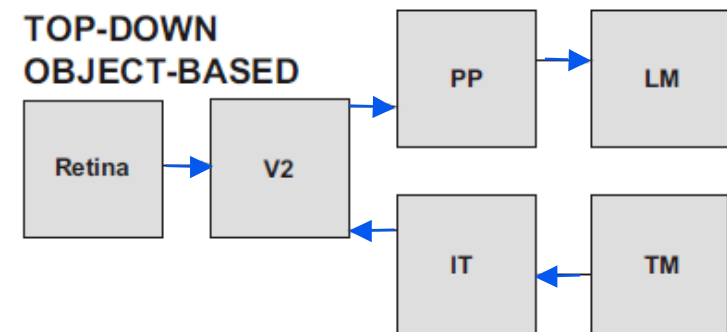 TOP-DOWN
OBJECT-BASED
PP
LM
Retina
V2
IT
TM